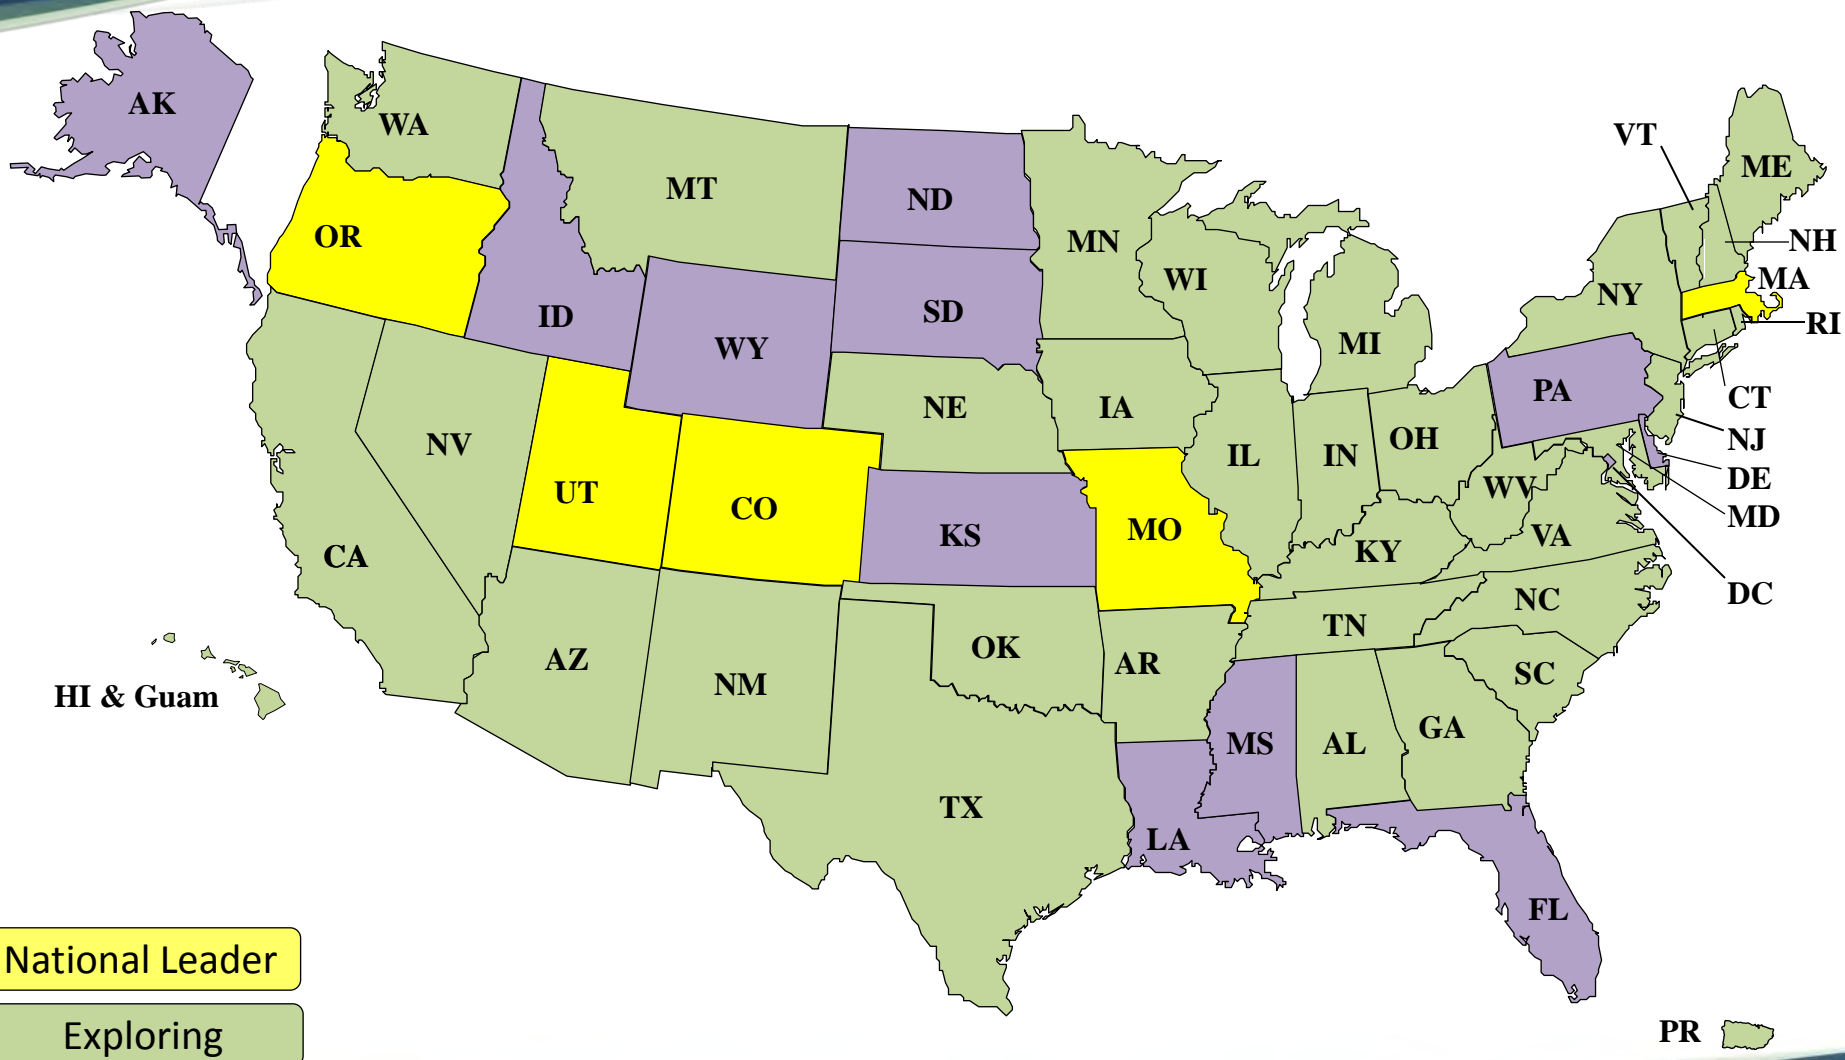 AK
WA
VT
ME
MT
ND
OR
MN
NH
WI
MA
NY
ID
SD
RI
WY
MI
PA
CT
NE
IA
OH
NJ
NV
IL
IN
DE
UT
CO
WV
MD
MO
KS
VA
CA
KY
DC
NC
TN
OK
AZ
AR
SC
NM
HI & Guam
GA
MS
AL
TX
LA
FL
National Leader
Exploring
PR